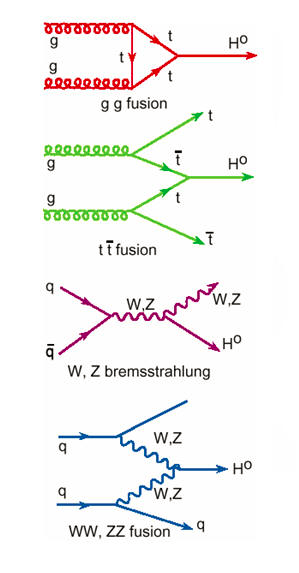 g
t
t
H⁰
g
t
g g fusion
t
g
t̅
H⁰
g
t
t̅
t t̅ fusion
q
W,Z
W,Z
q̅
H⁰
W, Z bremsstrahlung
q
W,Z
H⁰
q
W,Z
q
WW, ZZ fusion